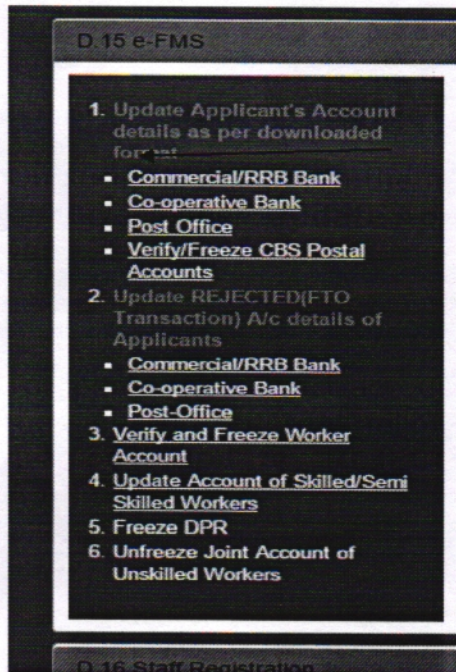 D.15 e-FMS
1. Update Applicant's Account
details as per downloaded
format
▪ Commercial/RRB Bank
▪ Co-operative Bank
▪ Post Office
▪ Verify/Freeze CBS Postal
Accounts
2. Update REJECTED(FTO
Transaction) A/c details of
Applicants
▪ Commercial/RRB Bank
▪ Co-operative Bank
▪ Post-Office
3. Verify and Freeze Worker
Account
4. Update Account of Skilled/Semi
Skilled Workers
5. Freeze DPR
6. Unfreeze Joint Account of
Unskilled Workers
D.16 Staff Registration